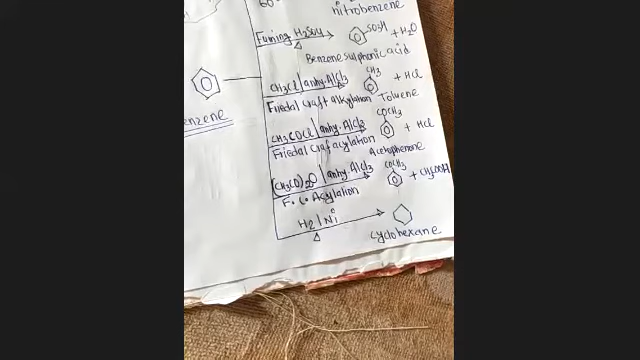 60°
nitrobenzene
Fuming H2SO4
Δ
SO3H
+ H2O
Benzene sulphonic acid
CH3Cl | anhy. AlCl3
CH3
+ HCl
Friedal Craft alkylation
Toluene
COCH3
CH3COCl | anhy. AlCl3
+ HCl
Friedal Craf acylation
Acetophenone
(CH3CO)2O | anhy. AlCl3
COCH3
+ CH3COOH
F. C. Acylation
H2 | Ni
Δ
cyclohexane
enzene